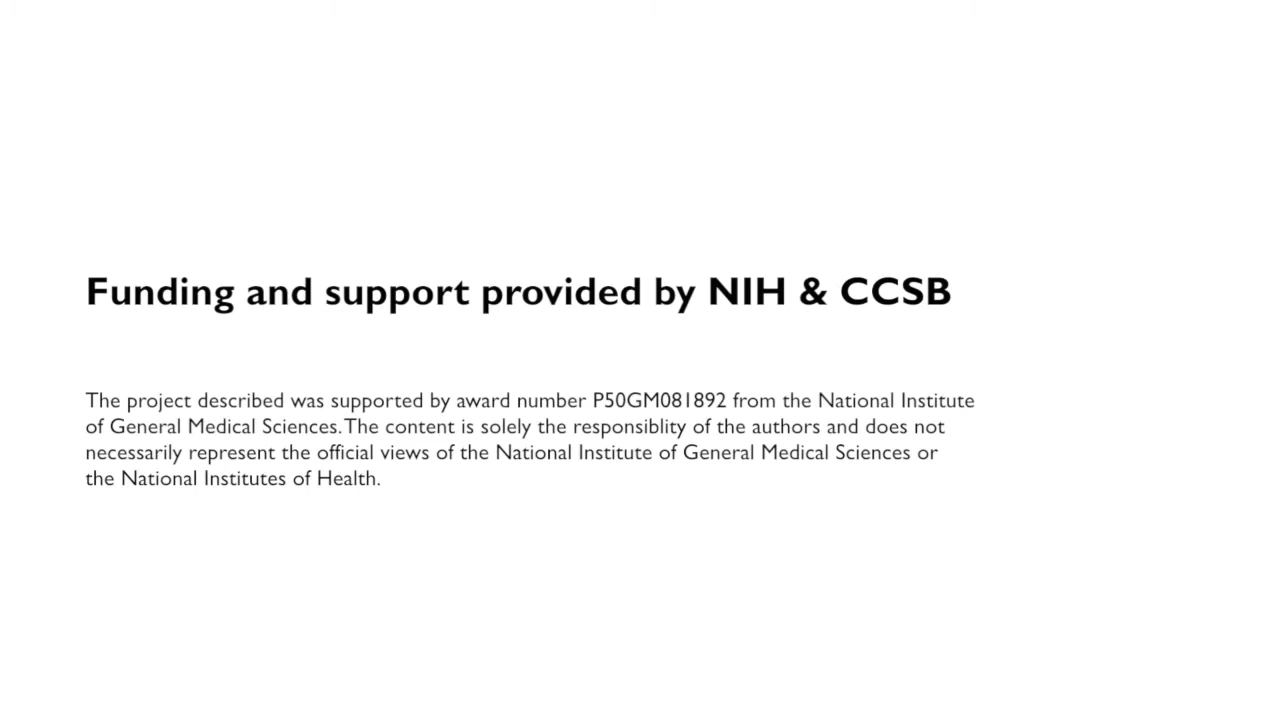 Funding and support provided by NIH & CCSB
The project described was supported by award number P50GM081892 from the National Institute
of General Medical Sciences. The content is solely the responsiblity of the authors and does not
necessarily represent the official views of the National Institute of General Medical Sciences or
the National Institutes of Health.